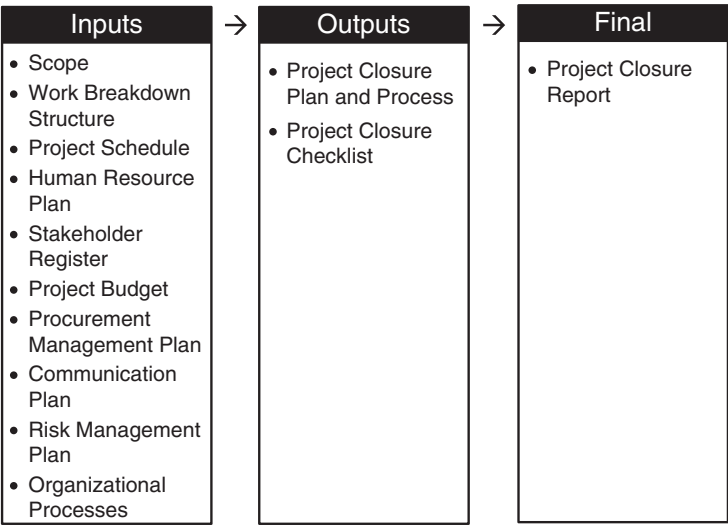 Inputs → Outputs → Final
• Scope
• Work Breakdown
Structure
• Project Schedule
• Human Resource
Plan
• Stakeholder
Register
• Project Budget
• Procurement
Management Plan
• Communication
Plan
• Risk Management
Plan
• Organizational
Processes
• Project Closure
Plan and Process
• Project Closure
Checklist
• Project Closure
Report